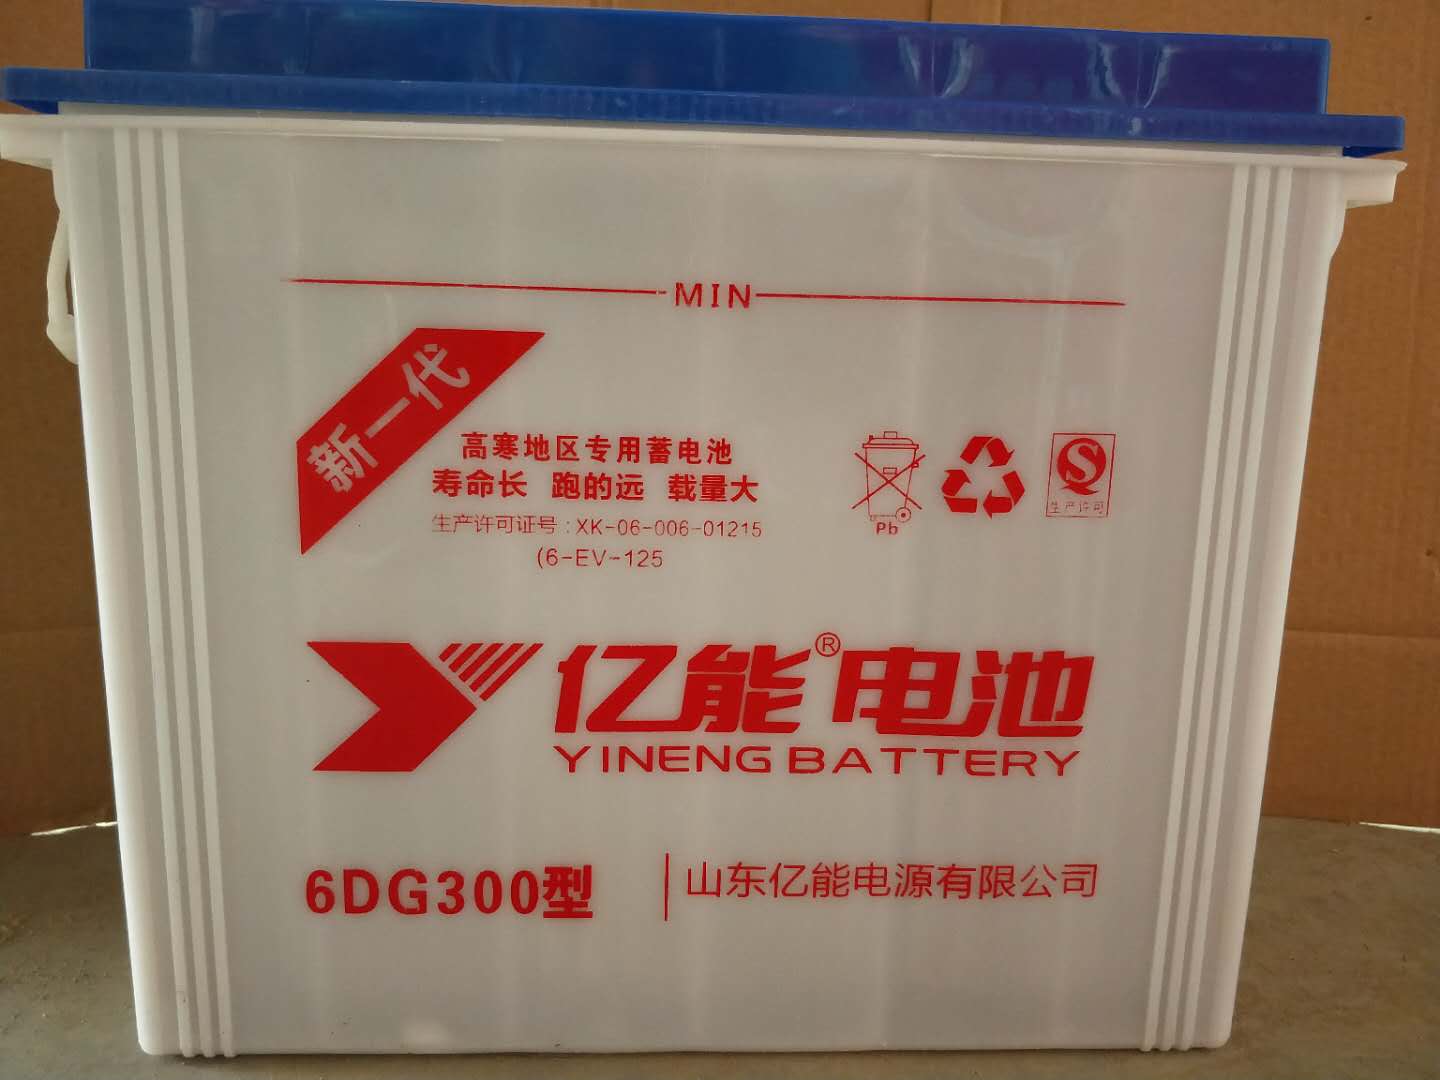 MIN
新一代
高寒地区专用蓄电池
寿命长 跑的远 载量大
生产许可证号:XK-06-006-01215
(6-EV-125
Pb
S
生产许可
亿能®电池
YINENG BATTERY
6DG300型
山东亿能电源有限公司